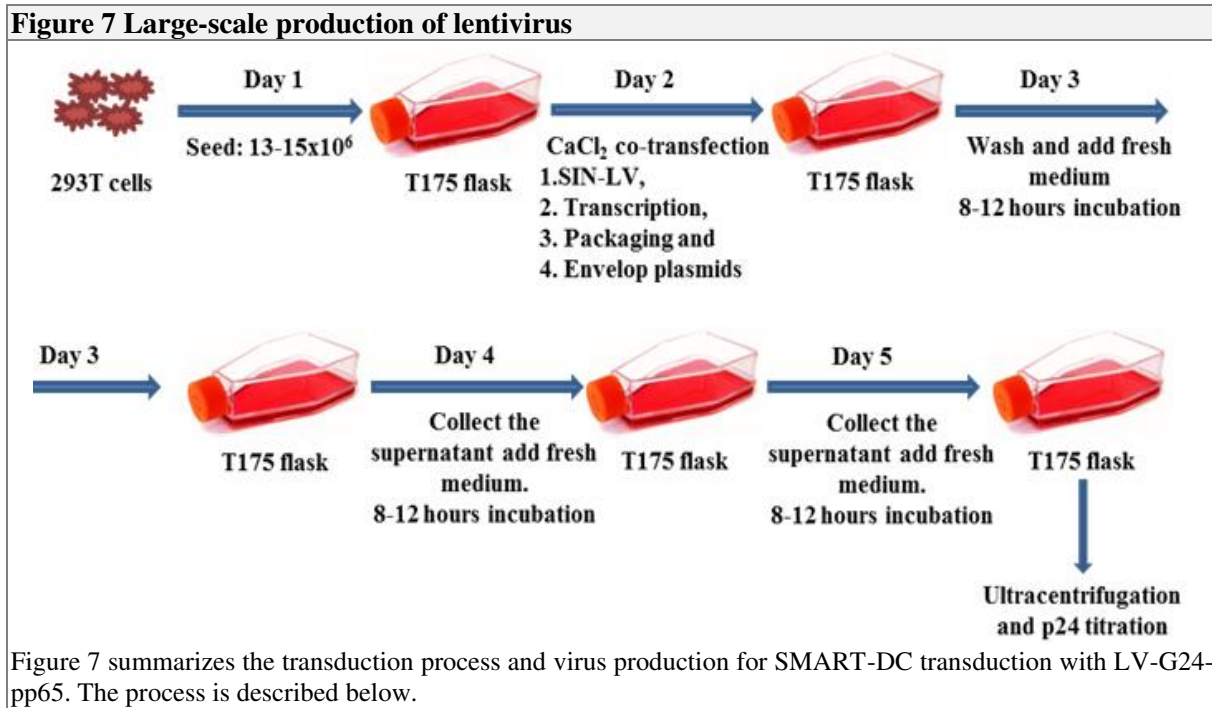 Figure 7 Large-scale production of lentivirus
Day 1
Seed: 13-15x10⁶
293T cells
T175 flask
Day 2
CaCl₂ co-transfection
1.SIN-LV,
2. Transcription,
3. Packaging and
4. Envelop plasmids
T175 flask
Day 3
Wash and add fresh
medium
8-12 hours incubation
Day 3
T175 flask
Day 4
Collect the
supernatant add fresh
medium.
8-12 hours incubation
T175 flask
Day 5
Collect the
supernatant add fresh
medium.
8-12 hours incubation
T175 flask
Ultracentrifugation
and p24 titration
Figure 7 summarizes the transduction process and virus production for SMART-DC transduction with LV-G24-
pp65. The process is described below.